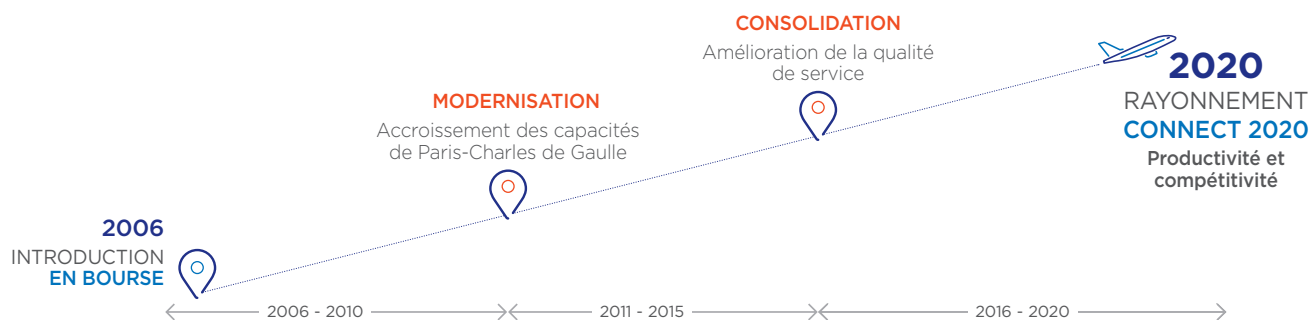 2006
INTRODUCTION
EN BOURSE
MODERNISATION
Accroissement des capacités
de Paris-Charles de Gaulle
CONSOLIDATION
Amélioration de la qualité
de service
2020
RAYONNEMENT
CONNECT 2020
Productivité et
compétitivité
2006 - 2010
2011 - 2015
2016 - 2020